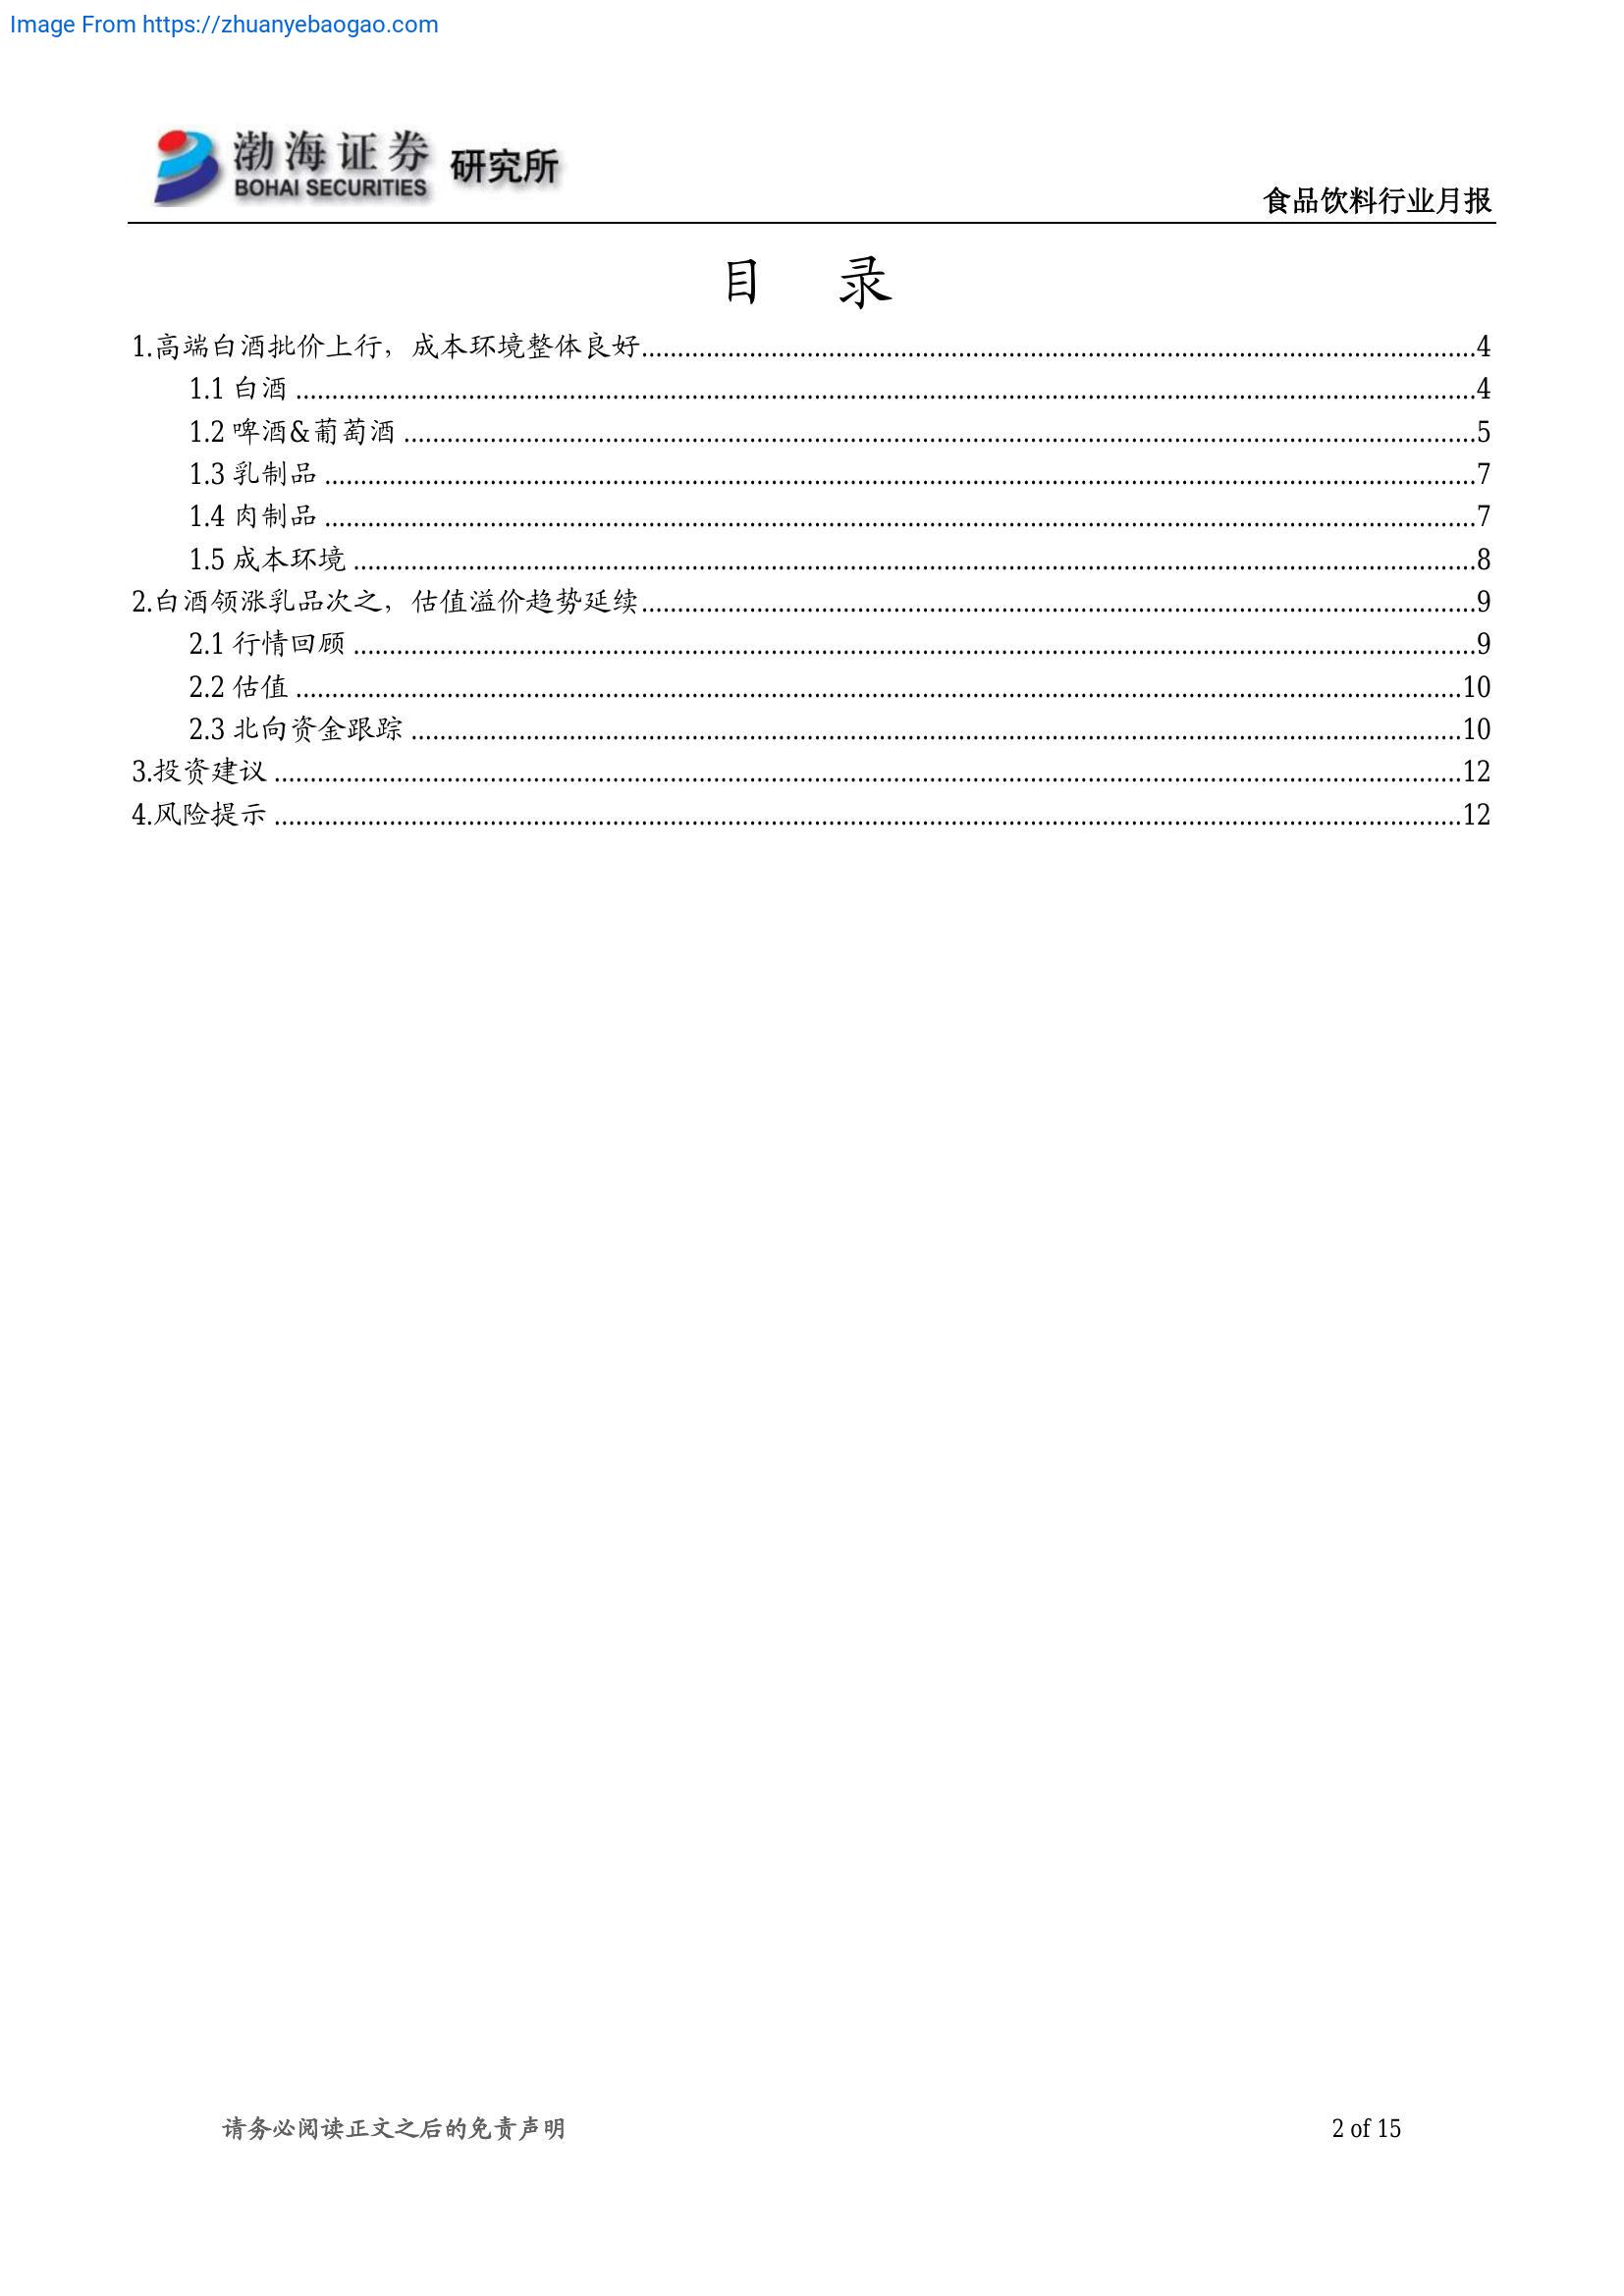 Image From https://zhuanyebaogao.com
渤海证券 研究所
BOHAI SECURITIES
食品饮料行业月报
目 录
1.高端白酒批价上行，成本环境整体良好....................4
1.1 白酒....................4
1.2 啤酒&葡萄酒....................5
1.3 乳制品....................7
1.4 肉制品....................7
1.5 成本环境....................8
2.白酒领涨乳品次之，估值溢价趋势延续....................9
2.1 行情回顾....................9
2.2 估值....................10
2.3 北向资金跟踪....................10
3.投资建议....................12
4.风险提示....................12
请务必阅读正文之后的免责声明 2 of 15